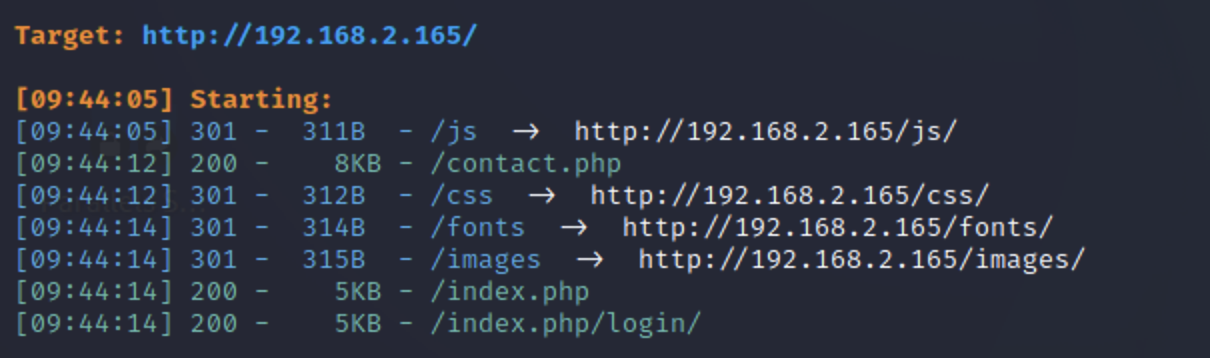 Target: http://192.168.2.165/
[09:44:05] Starting:
[09:44:05] 301 -  311B  - /js  ->  http://192.168.2.165/js/
[09:44:12] 200 -    8KB - /contact.php
[09:44:12] 301 -  312B  - /css  ->  http://192.168.2.165/css/
[09:44:14] 301 -  314B  - /fonts  ->  http://192.168.2.165/fonts/
[09:44:14] 301 -  315B  - /images  ->  http://192.168.2.165/images/
[09:44:14] 200 -    5KB - /index.php
[09:44:14] 200 -    5KB - /index.php/login/